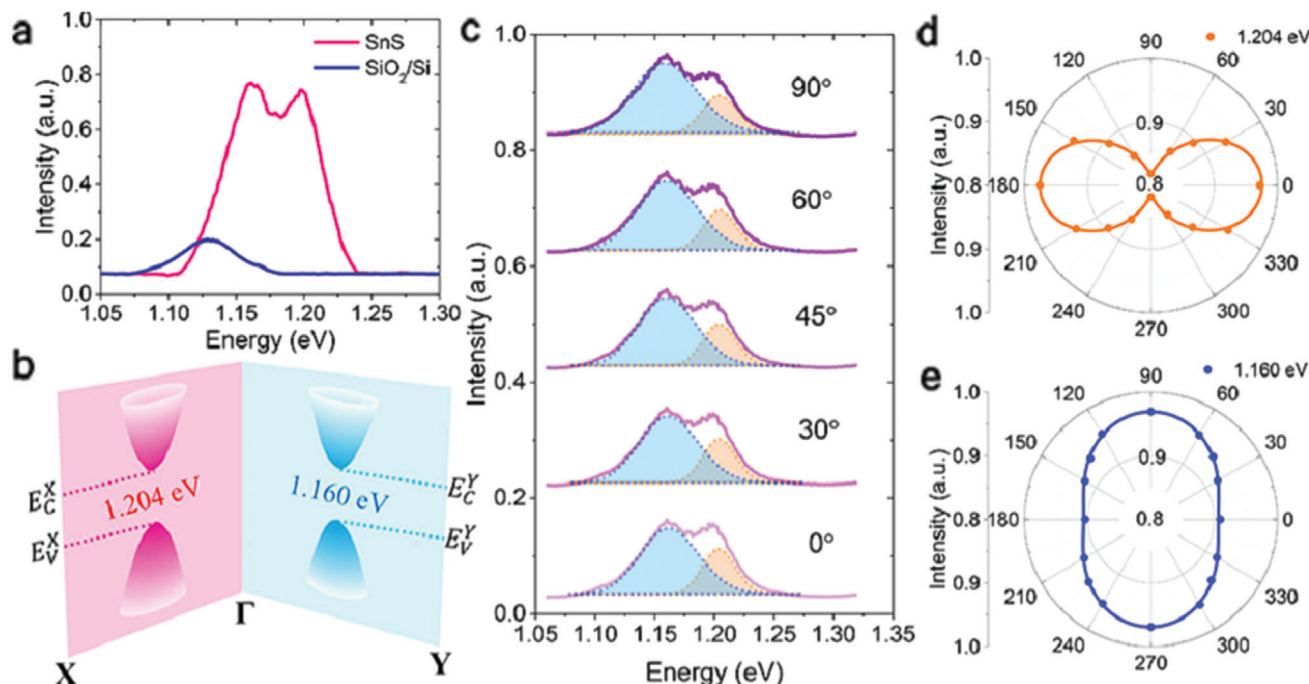 a
Intensity (a.u.)
1.0
0.8
0.6
0.4
0.2
0.0
SnS
SiO2/Si
1.05 1.10 1.15 1.20 1.25 1.30
Energy (eV)
b
1.204 eV
1.160 eV
E_C^X
E_V^X
E_C^Y
E_V^Y
Γ
X
Y
c
Intensity (a.u.)
1.0
0.8
0.6
0.4
0.2
0.0
90°
60°
45°
30°
0°
1.05 1.10 1.15 1.20 1.25 1.30 1.35
Energy (eV)
d
1.204 eV
Intensity (a.u.)
1.0
0.9
0.8
0.9
1.0
90
120 60
150 30
180 0
210 330
240 300
270
0.9
0.8
e
1.160 eV
Intensity (a.u.)
1.0
0.9
0.8
0.9
1.0
90
120 60
150 30
180 0
210 330
240 300
270
0.9
0.8